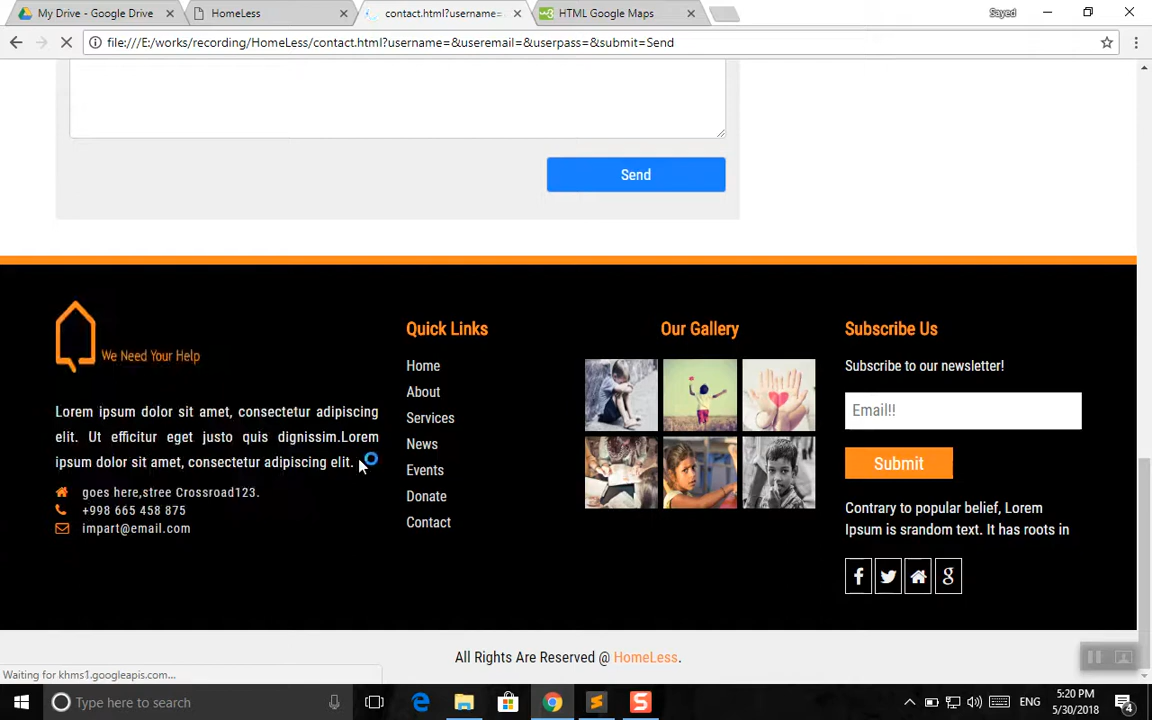 My Drive - Google Drive
HomeLess
contact.html?username=
HTML Google Maps
Sayed
file:///E:/works/recording/HomeLess/contact.html?username=&useremail=&userpass=&submit=Send
Send
We Need Your Help
Lorem ipsum dolor sit amet, consectetur adipiscing
elit. Ut efficitur eget justo quis dignissim.Lorem
ipsum dolor sit amet, consectetur adipiscing elit.
goes here,stree Crossroad123.
+998 665 458 875
impart@email.com
Quick Links
Home
About
Services
News
Events
Donate
Contact
Our Gallery
Subscribe Us
Subscribe to our newsletter!
Email!!
Submit
Contrary to popular belief, Lorem
Ipsum is srandom text. It has roots in
All Rights Are Reserved @ HomeLess.
Waiting for khms1.googleapis.com...
Type here to search
ENG
5:20 PM
5/30/2018
4